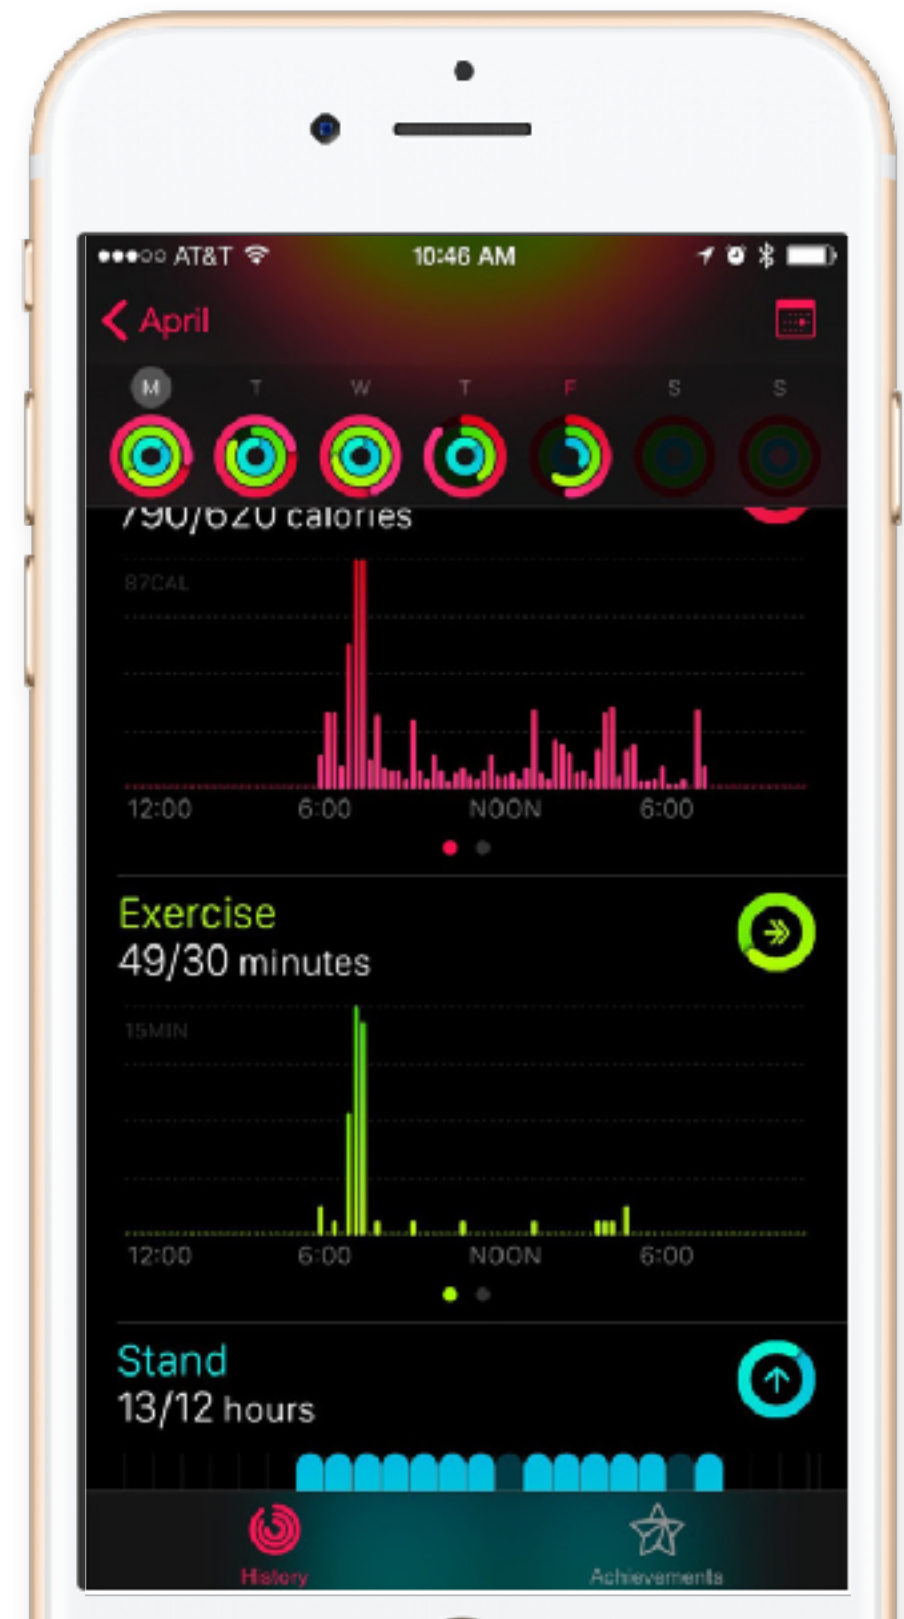 AT&T 10:46 AM
April
M T W T F S S
790/620 calories
87CAL
12:00 6:00 NOON 6:00
Exercise
49/30 minutes
15MIN
12:00 6:00 NOON 6:00
Stand
13/12 hours
History Achievements